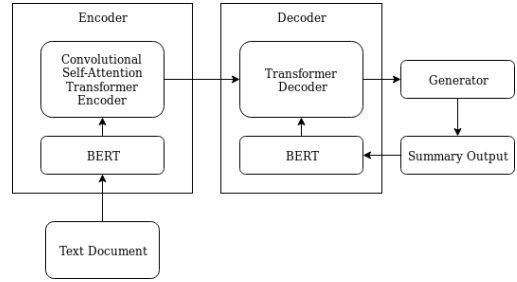 Encoder
Convolutional
Self-Attention
Transformer
Encoder
BERT
Text Document
Decoder
Transformer
Decoder
BERT
Generator
Summary Output